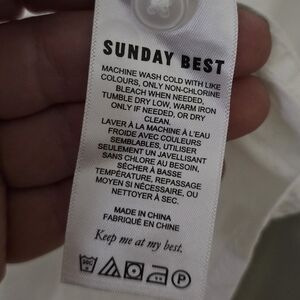 SUNDAY BEST
MACHINE WASH COLD WITH LIKE
COLOURS, ONLY NON-CHLORINE
BLEACH WHEN NEEDED,
TUMBLE DRY LOW, WARM IRON
ONLY IF NEEDED, OR DRY
CLEAN.
LAVER À LA MACHINE À L'EAU
FROIDE AVEC COULEURS
SEMBLABLES, UTILISER
SEULEMENT UN JAVELLISANT
SANS CHLORE AU BESOIN,
SÉCHER À BASSE
TEMPÉRATURE, REPASSAGE
MOYEN SI NÉCESSAIRE, OU
NETTOYER À SEC.
MADE IN CHINA
FABRIQUÉ EN CHINE
Keep me at my best.
30C P